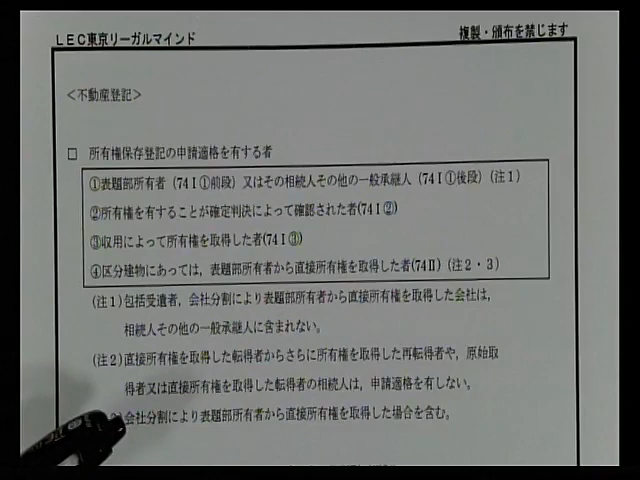 LEC東京リーガルマインド
複製・頒布を禁じます
<不動産登記>
□ 所有権保存登記の申請適格を有する者
①表題部所有者(74Ⅰ①前段)又はその相続人その他の一般承継人(74Ⅰ①後段)(注1)
②所有権を有することが確定判決によって確認された者(74Ⅰ②)
③収用によって所有権を取得した者(74Ⅰ③)
④区分建物にあっては,表題部所有者から直接所有権を取得した者(74Ⅱ)(注2・3)
(注1)包括受遺者,会社分割により表題部所有者から直接所有権を取得した会社は,
相続人その他の一般承継人に含まれない。
(注2)直接所有権を取得した転得者からさらに所有権を取得した再転得者や,原始取
得者又は直接所有権を取得した転得者の相続人は,申請適格を有しない。
会社分割により表題部所有者から直接所有権を取得した場合を含む。